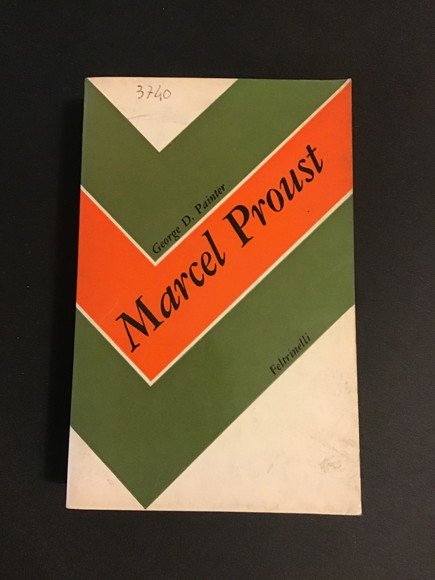 3740
George D. Painter
Marcel Proust
Feltrinelli